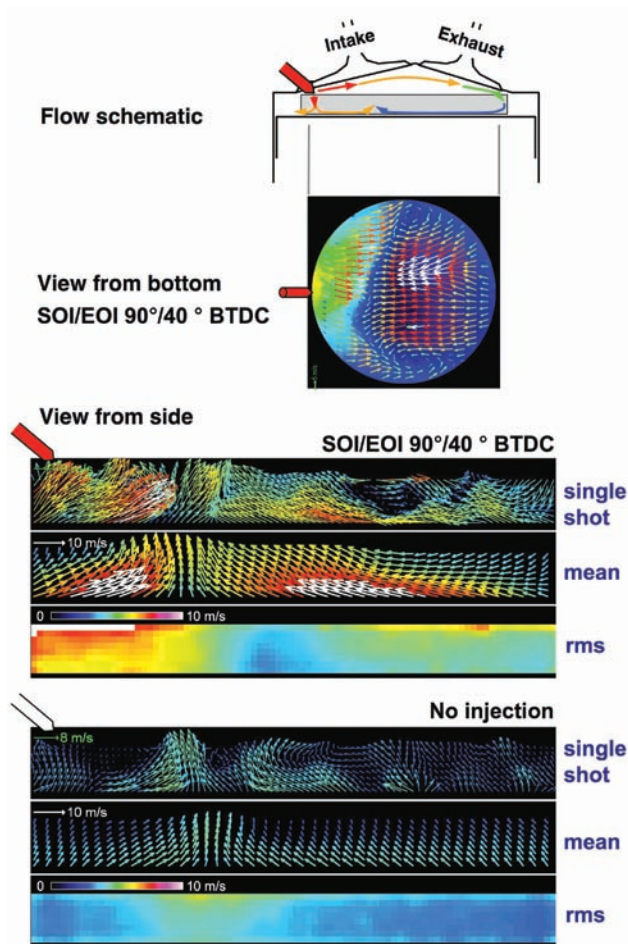 Intake
Exhaust
Flow schematic
View from bottom
SOI/EOI 90°/40 ° BTDC
View from side
SOI/EOI 90°/40 ° BTDC
single
shot
10 m/s
mean
0 10 m/s
rms
No injection
8 m/s
single
shot
10 m/s
mean
0 10 m/s
rms